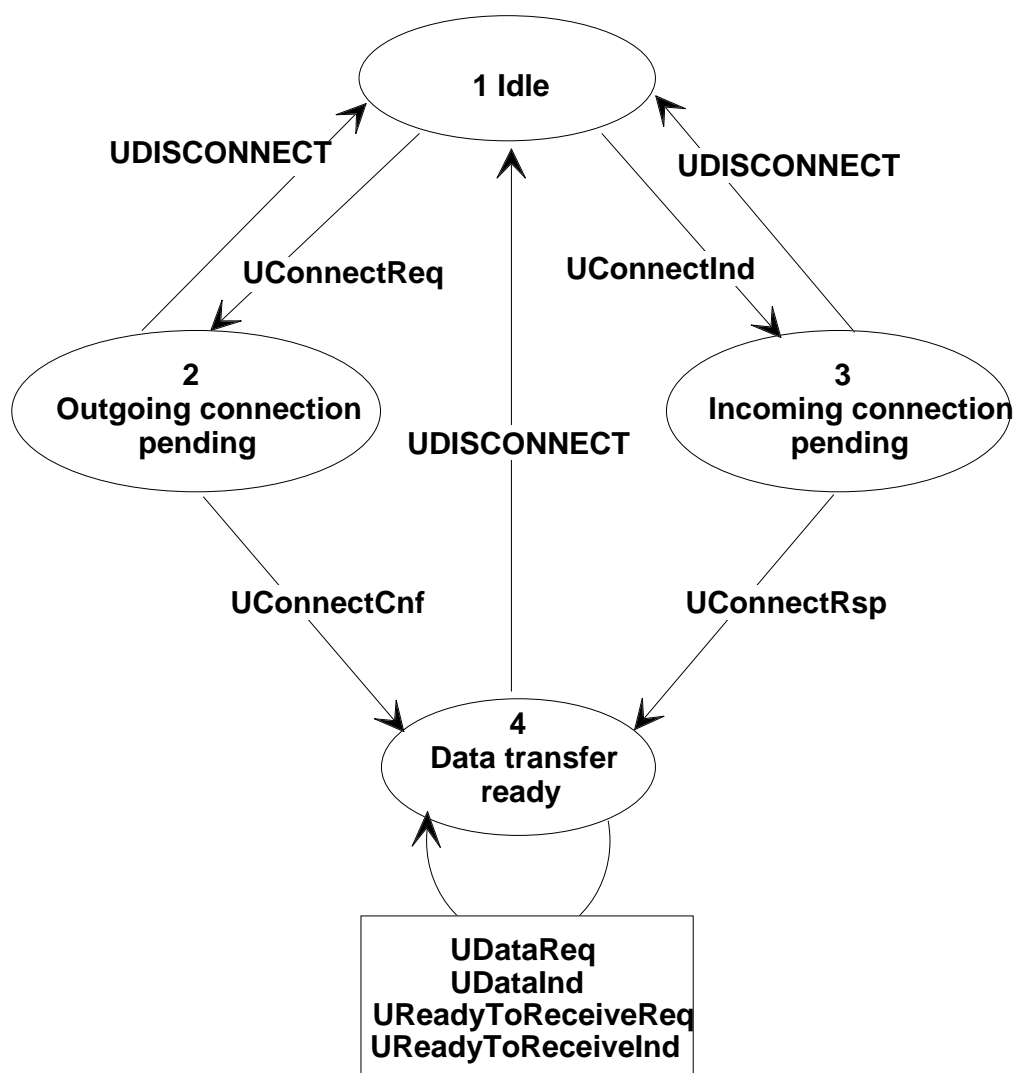 1 Idle
UDISCONNECT
UDISCONNECT
UConnectReq
UConnectInd
2
Outgoing connection
pending
3
Incoming connection
pending
UDISCONNECT
UConnectCnf
UConnectRsp
4
Data transfer
ready
UDataReq
UDataInd
UReadyToReceiveReq
UReadyToReceiveInd